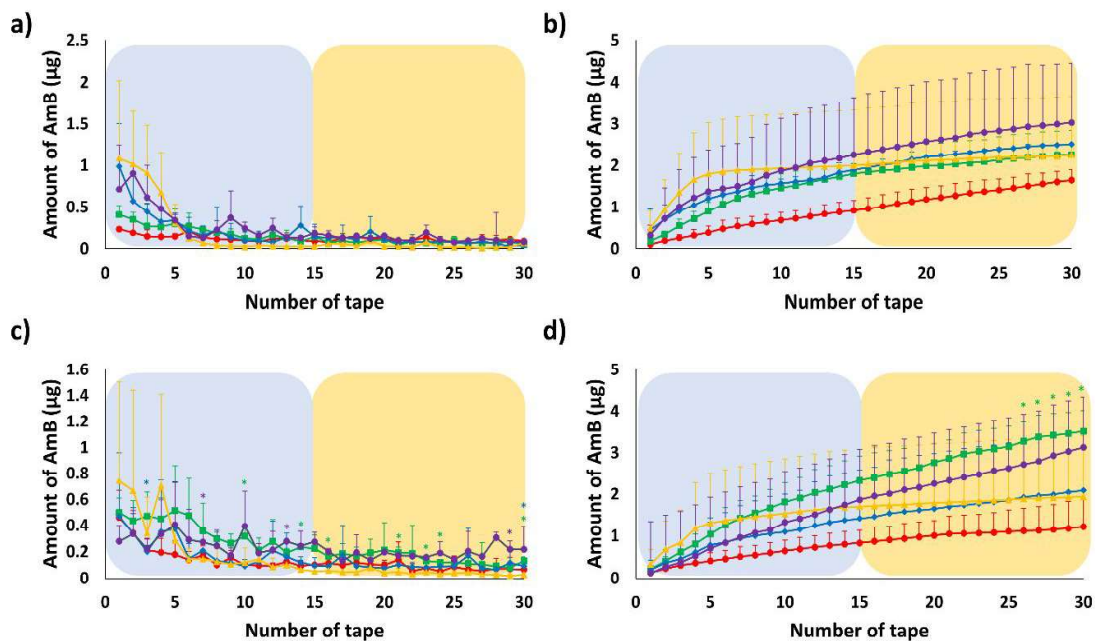 a)
2.5
2
1.5
1
0.5
0
Amount of AmB (µg)
0 5 10 15 20 25 30
Number of tape
b)
5
4
3
2
1
0
Amount of AmB (µg)
0 5 10 15 20 25 30
Number of tape
c)
1.6
1.4
1.2
1
0.8
0.6
0.4
0.2
0
Amount of AmB (µg)
* * * * * * * * * * * * *
0 5 10 15 20 25 30
Number of tape
d)
5
4
3
2
1
0
Amount of AmB (µg)
* * * * *
0 5 10 15 20 25 30
Number of tape